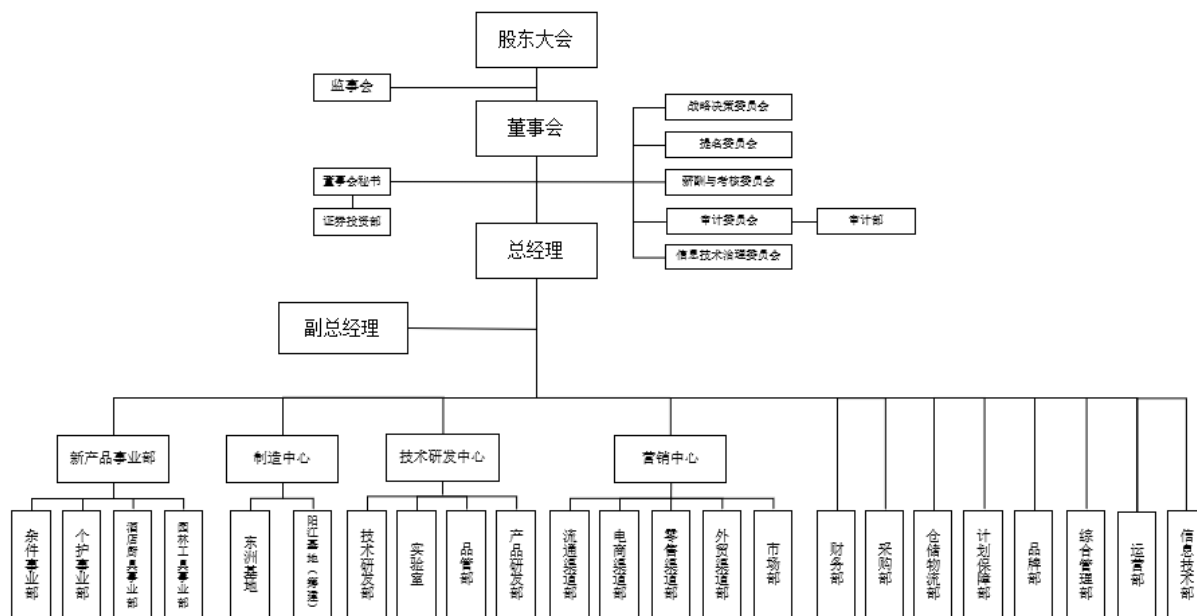 股东大会
监事会
董事会
战略决策委员会
提名委员会
董事会秘书
薪酬与考核委员会
证券投资部
审计委员会
审计部
总经理
信息技术治理委员会
副总经理
新产品事业部
制造中心
技术研发中心
营销中心
杂件事业部
个护事业部
酒店厨具事业部
园林工具事业部
东洲基地
阳江基地（筹建）
技术研发部
实验室
品管部
产品研发部
流通渠道部
电商渠道部
零售渠道部
外贸渠道部
市场部
财务部
采购部
仓储物流部
计划保障部
品牌部
综合管理部
运营部
信息技术部